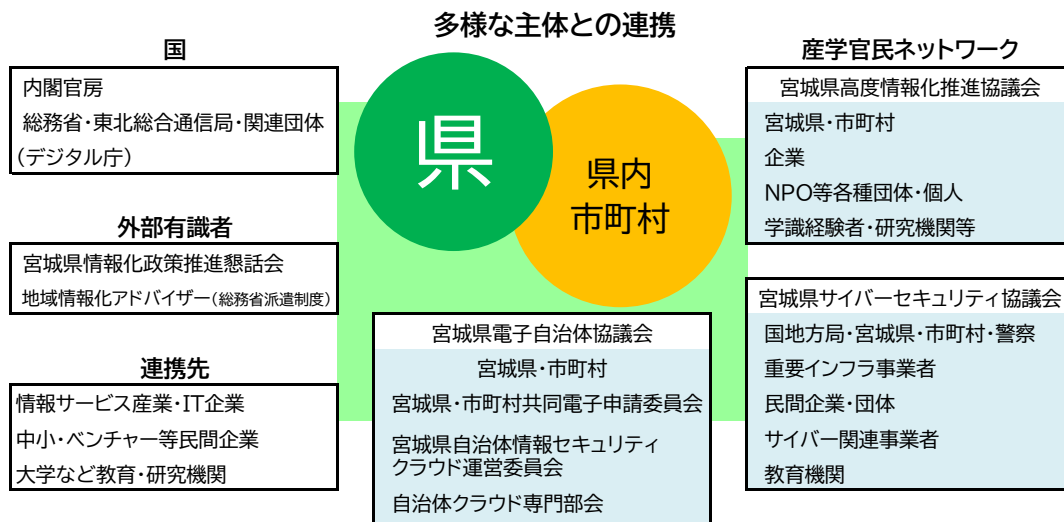 多様な主体との連携
国
内閣官房
総務省・東北総合通信局・関連団体
(デジタル庁)
外部有識者
宮城県情報化政策推進懇話会
地域情報化アドバイザー(総務省派遣制度)
連携先
情報サービス産業・IT企業
中小・ベンチャー等民間企業
大学など教育・研究機関
県
県内
市町村
宮城県電子自治体協議会
宮城県・市町村
宮城県・市町村共同電子申請委員会
宮城県自治体情報セキュリティ
クラウド運営委員会
自治体クラウド専門部会
産学官民ネットワーク
宮城県高度情報化推進協議会
宮城県・市町村
企業
NPO等各種団体・個人
学識経験者・研究機関等
宮城県サイバーセキュリティ協議会
国地方局・宮城県・市町村・警察
重要インフラ事業者
民間企業・団体
サイバー関連事業者
教育機関